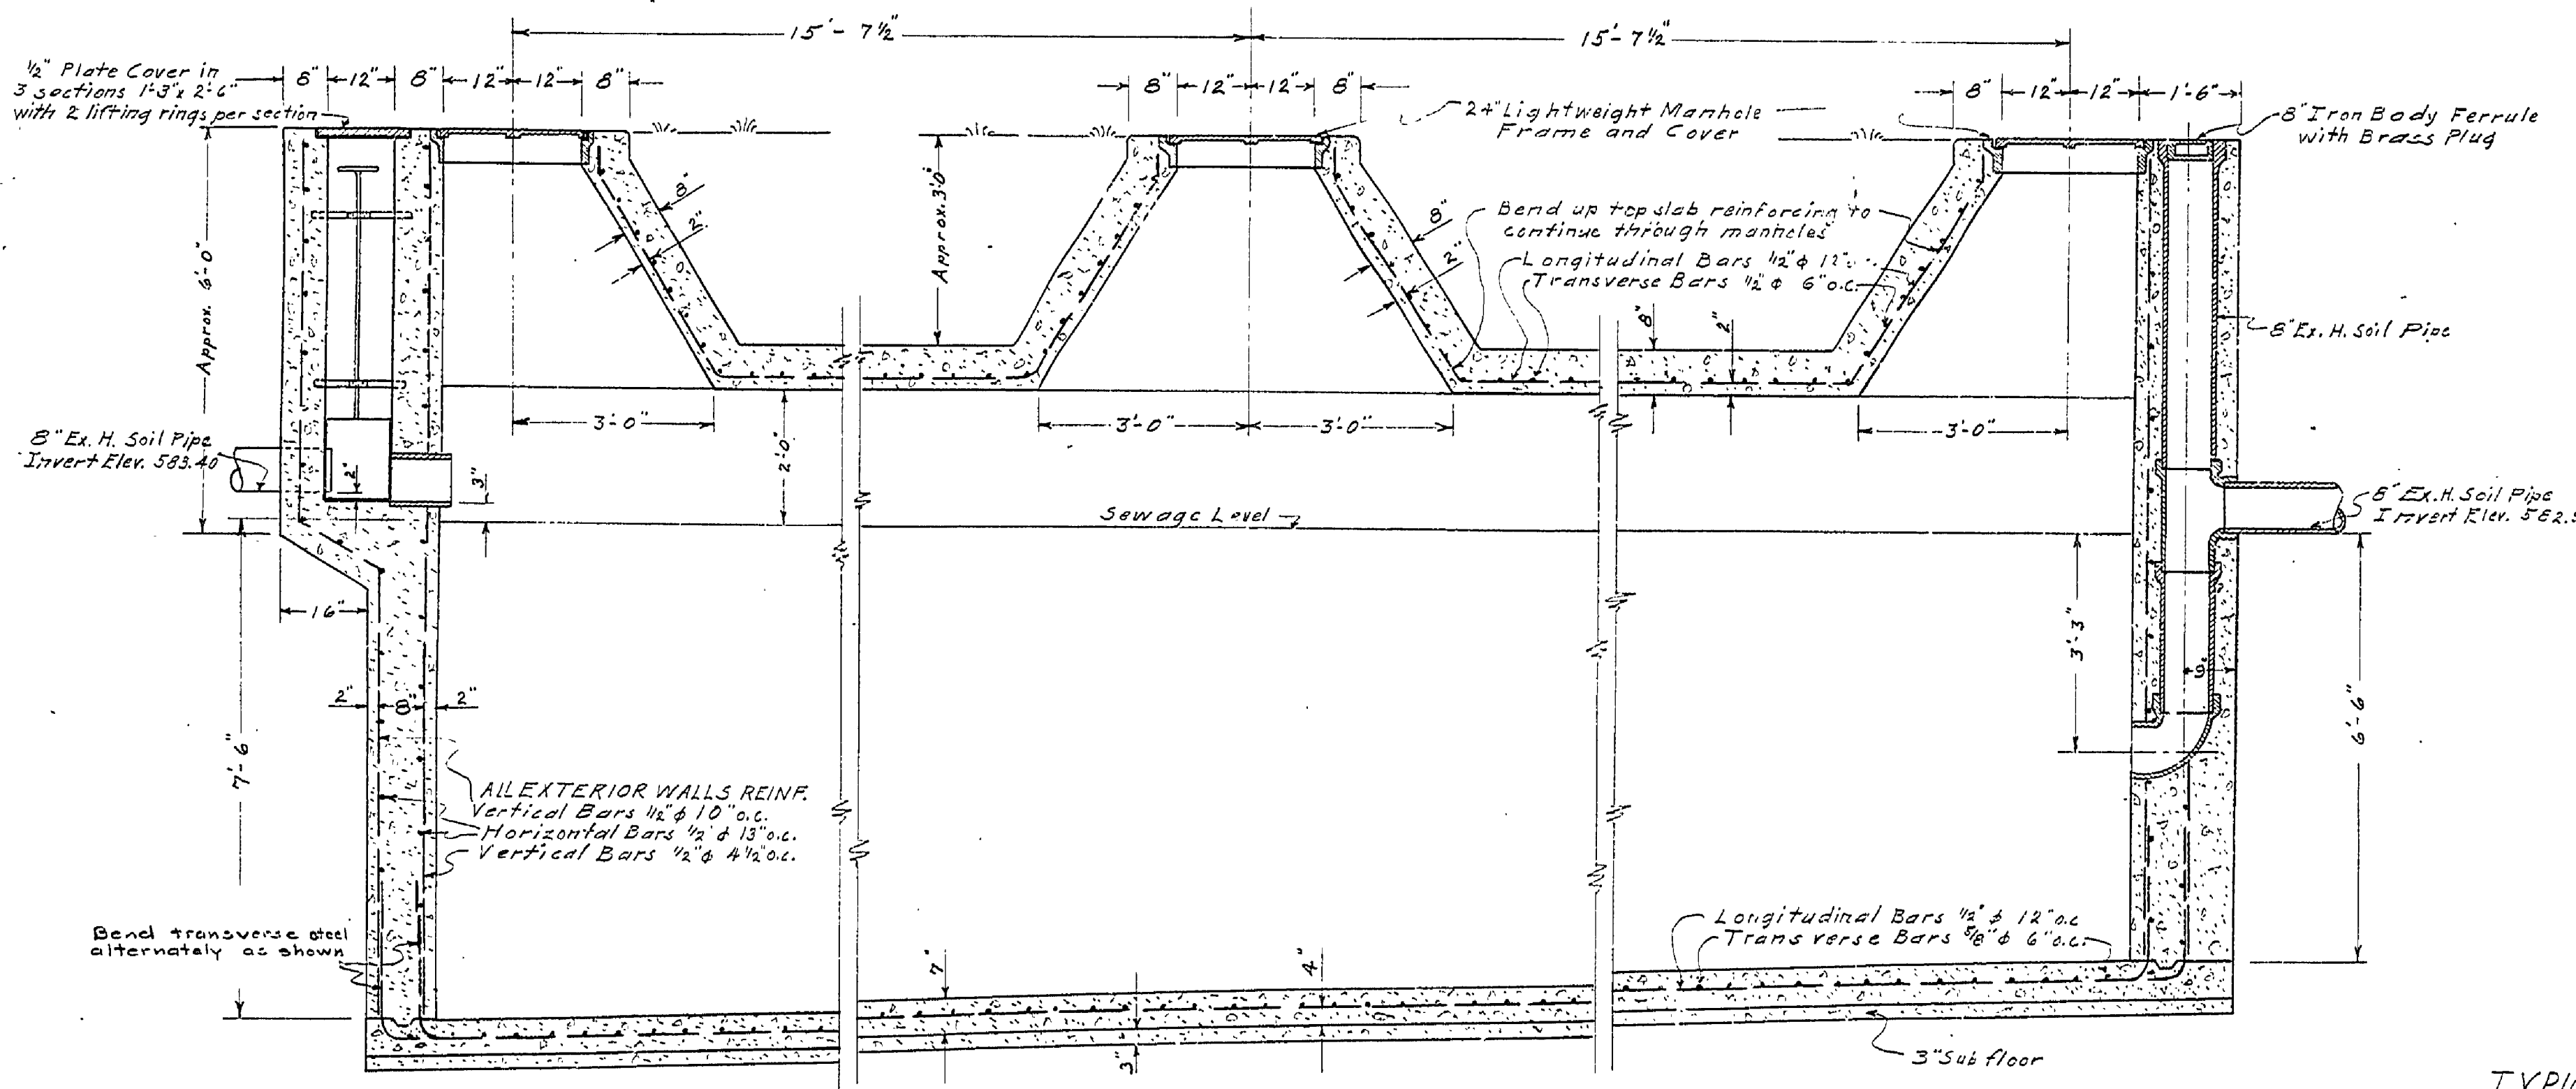 15'-7½"
15'-7½"
½" Plate Cover in
3 sections 1'-3" x 2'-6"
with 2 lifting rings per section
8" 12" 8" 12" 12" 8"
8" 12" 12" 8"
8" 12" 12" 1'-6"
24" Lightweight Manhole
Frame and Cover
8" Iron Body Ferrule
with Brass Plug
Approx. 6'-0"
8"
2"
Approx. 3'-0"
8"
2"
Bend up top slab reinforcing to
continue through manholes
Longitudinal Bars ½" φ 12"
Transverse Bars ½" φ 6" o.c.
8"
2"
8" Ex. H. Soil Pipe
8" Ex. H. Soil Pipe
Invert Elev. 583.40
2"
3"
3'-0"
2'-0"
3'-0"
3'-0"
3'-0"
Sewage Level
8" Ex. H. Soil Pipe
Invert Elev.
16"
3'-3"
9"
6'-6"
2" 8" 2"
7'-6"
ALL EXTERIOR WALLS REINF.
Vertical Bars ½" φ 10" o.c.
Horizontal Bars ½" φ 13" o.c.
Vertical Bars ½" φ 4½" o.c.
Bend transverse steel
alternately as shown
7"
4"
3"
Longitudinal Bars ½" φ 12" o.c
Transverse Bars ⅝" φ 6" o.c.
3" Sub floor